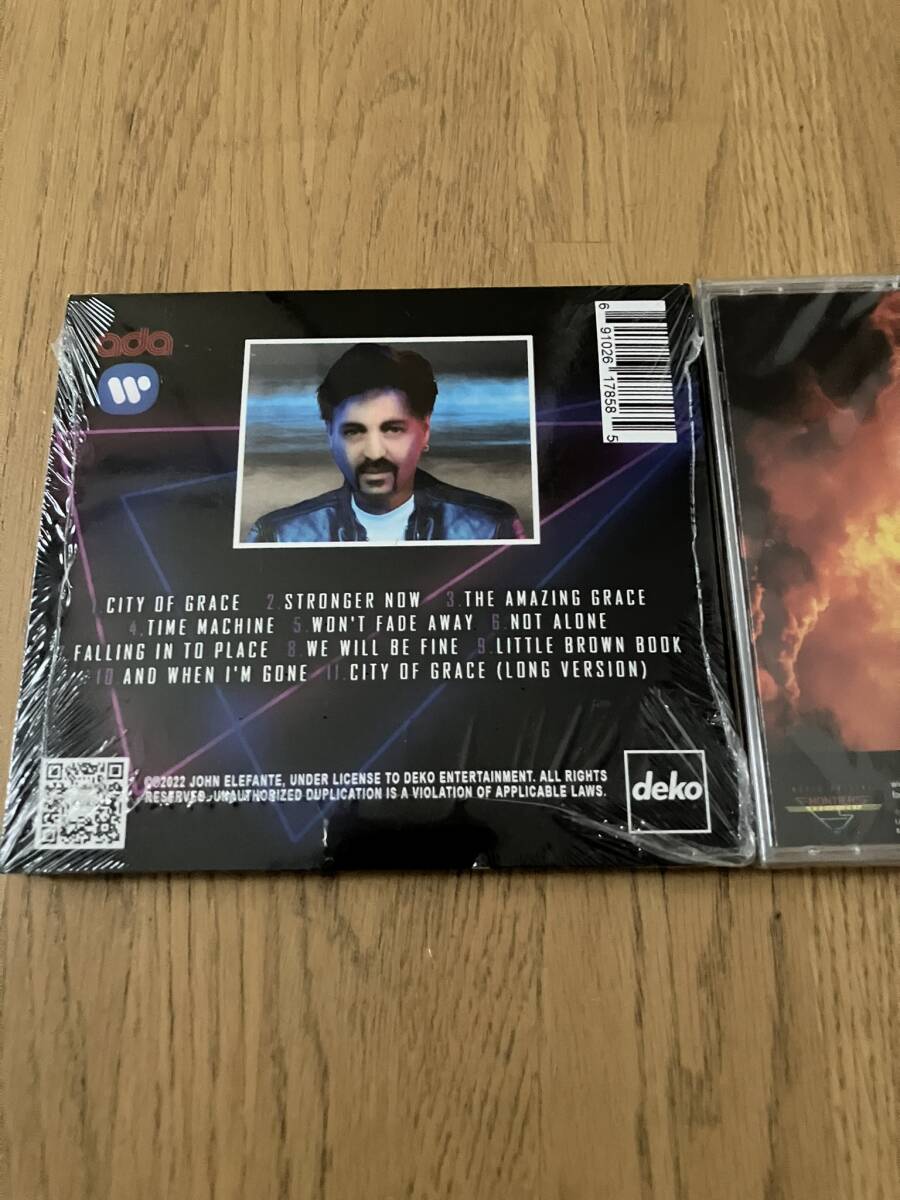 ada
6 91026 17858 5
1. CITY OF GRACE 2. STRONGER NOW 3. THE AMAZING GRACE
4. TIME MACHINE 5. WON'T FADE AWAY 6. NOT ALONE
FALLING IN TO PLACE 8. WE WILL BE FINE 9. LITTLE BROWN BOOK
10 AND WHEN I'M GONE 11. CITY OF GRACE (LONG VERSION)
©2022 JOHN ELEFANTE, UNDER LICENSE TO DEKO ENTERTAINMENT. ALL RIGHTS
RESERVED. UNAUTHORIZED DUPLICATION IS A VIOLATION OF APPLICABLE LAWS.
deko